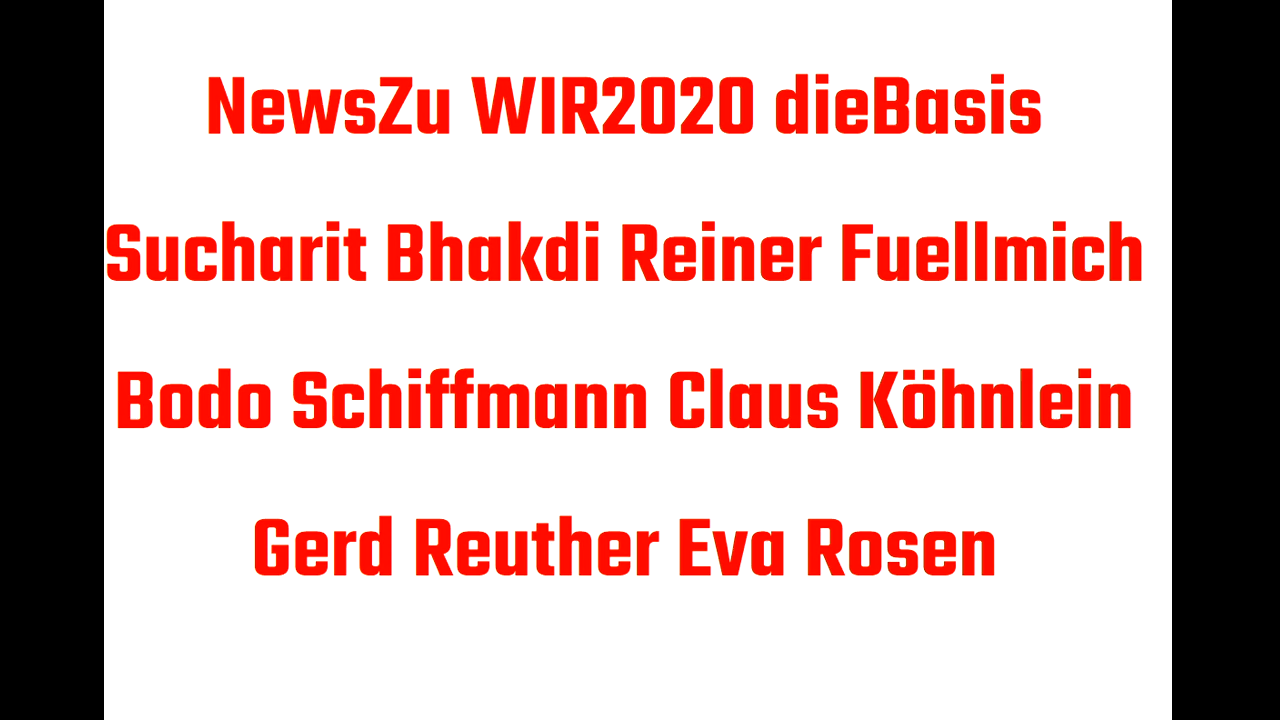 NewsZu WIR2020 dieBasis
Sucharit Bhakdi Reiner Fuellmich
Bodo Schiffmann Claus Köhnlein
Gerd Reuther Eva Rosen